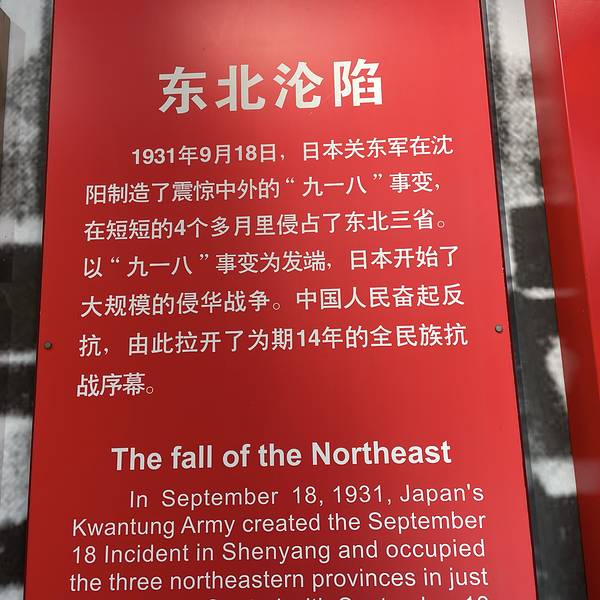 东北沦陷
1931年9月18日，日本关东军在沈
阳制造了震惊中外的“九一八”事变，
在短短的4个多月里侵占了东北三省。
以“九一八”事变为发端，日本开始了
大规模的侵华战争。中国人民奋起反
抗，由此拉开了为期14年的全民族抗
战序幕。
The fall of the Northeast
In September 18, 1931, Japan's
Kwantung Army created the September
18 Incident in Shenyang and occupied
the three northeastern provinces in just